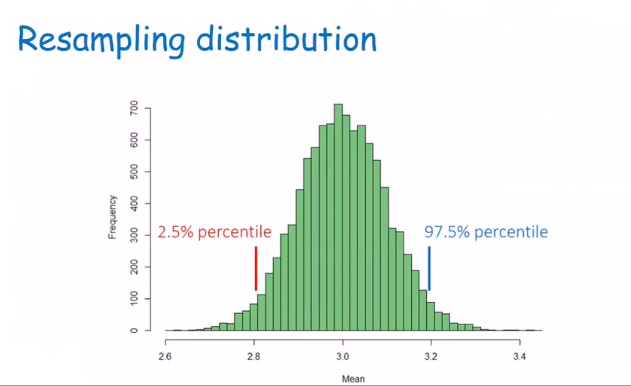 Resampling distribution
700
600
500
400
300
200
100
0
Frequency
2.5% percentile
97.5% percentile
2.6 2.8 3.0 3.2 3.4
Mean